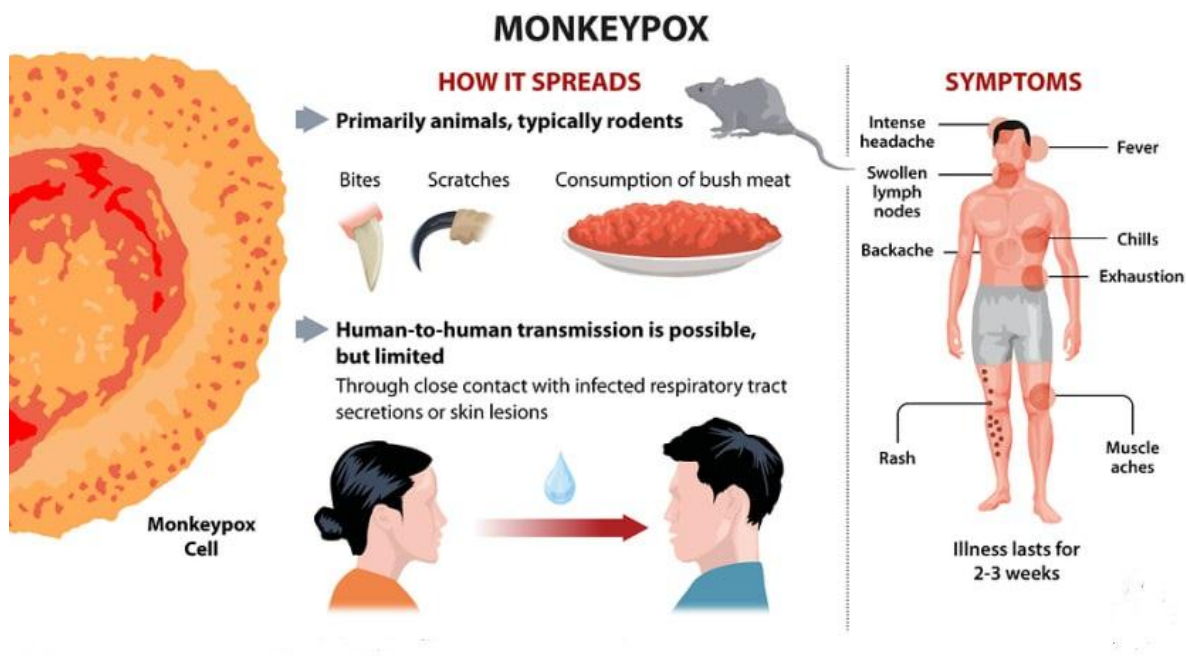 MONKEYPOX
HOW IT SPREADS
Primarily animals, typically rodents
Bites
Scratches
Consumption of bush meat
Human-to-human transmission is possible,
but limited
Through close contact with infected respiratory tract
secretions or skin lesions
Monkeypox
Cell
SYMPTOMS
Intense
headache
Fever
Swollen
lymph
nodes
Backache
Chills
Exhaustion
Rash
Muscle
aches
Illness lasts for
2-3 weeks